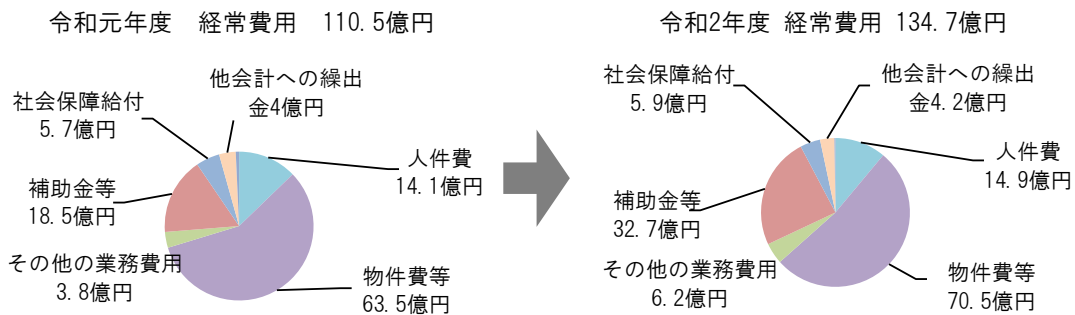 令和元年度　経常費用　110.5億円
他会計への繰出
金4億円
社会保障給付
5.7億円
人件費
14.1億円
補助金等
18.5億円
その他の業務費用
3.8億円
物件費等
63.5億円
令和2年度 経常費用 134.7億円
他会計への繰出
金4.2億円
社会保障給付
5.9億円
人件費
14.9億円
補助金等
32.7億円
その他の業務費用
6.2億円
物件費等
70.5億円